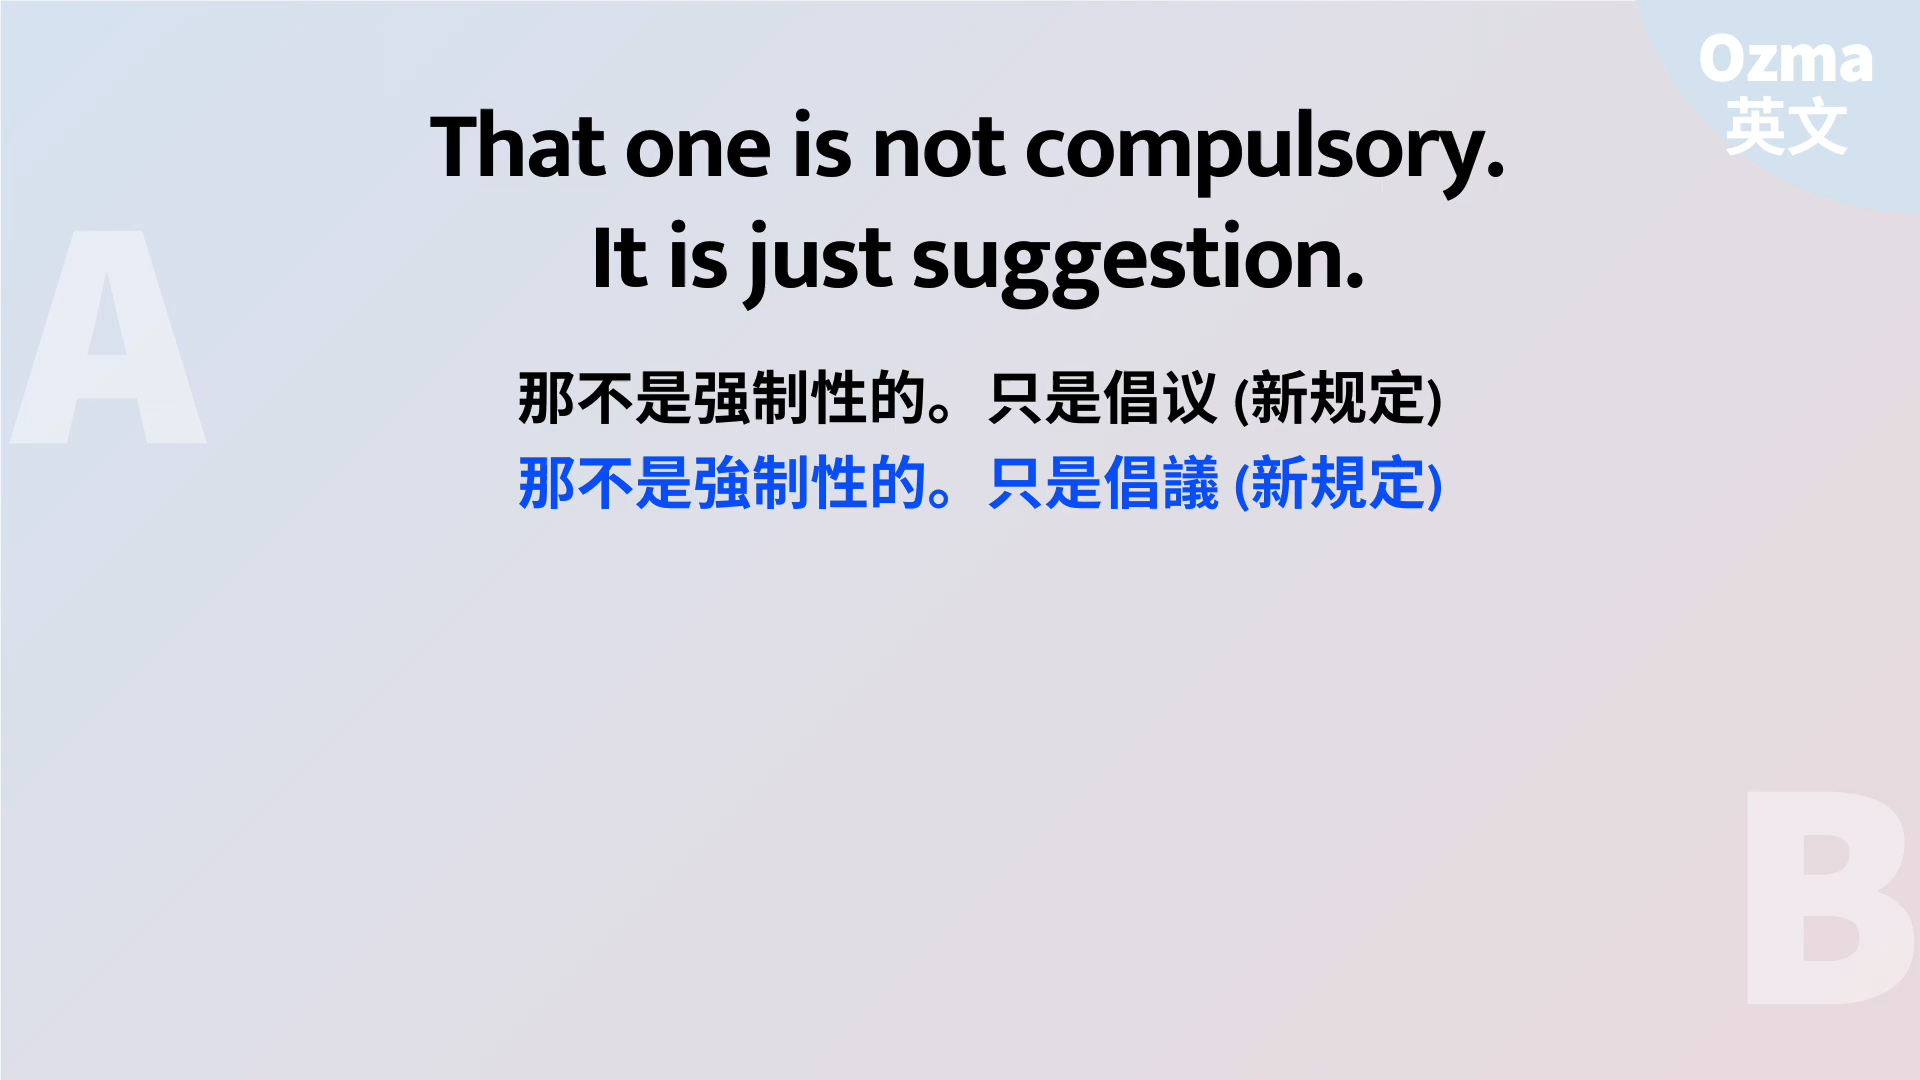 Ozma
英文
That one is not compulsory.
It is just suggestion.
A
那不是强制性的。只是倡议 (新规定)
那不是強制性的。只是倡議 (新規定)
B